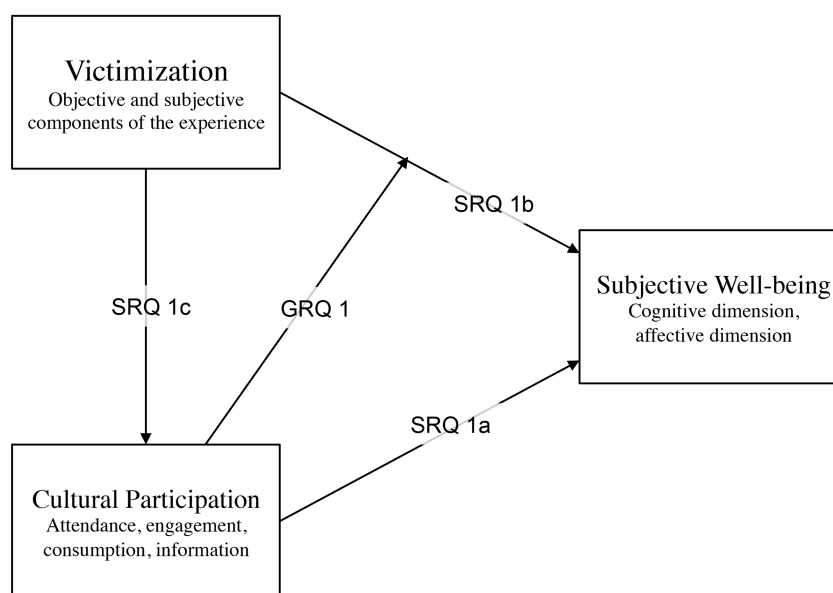 Victimization
Objective and subjective
components of the experience
SRQ 1b
Subjective Well-being
Cognitive dimension,
affective dimension
SRQ 1c
GRQ 1
SRQ 1a
Cultural Participation
Attendance, engagement,
consumption, information